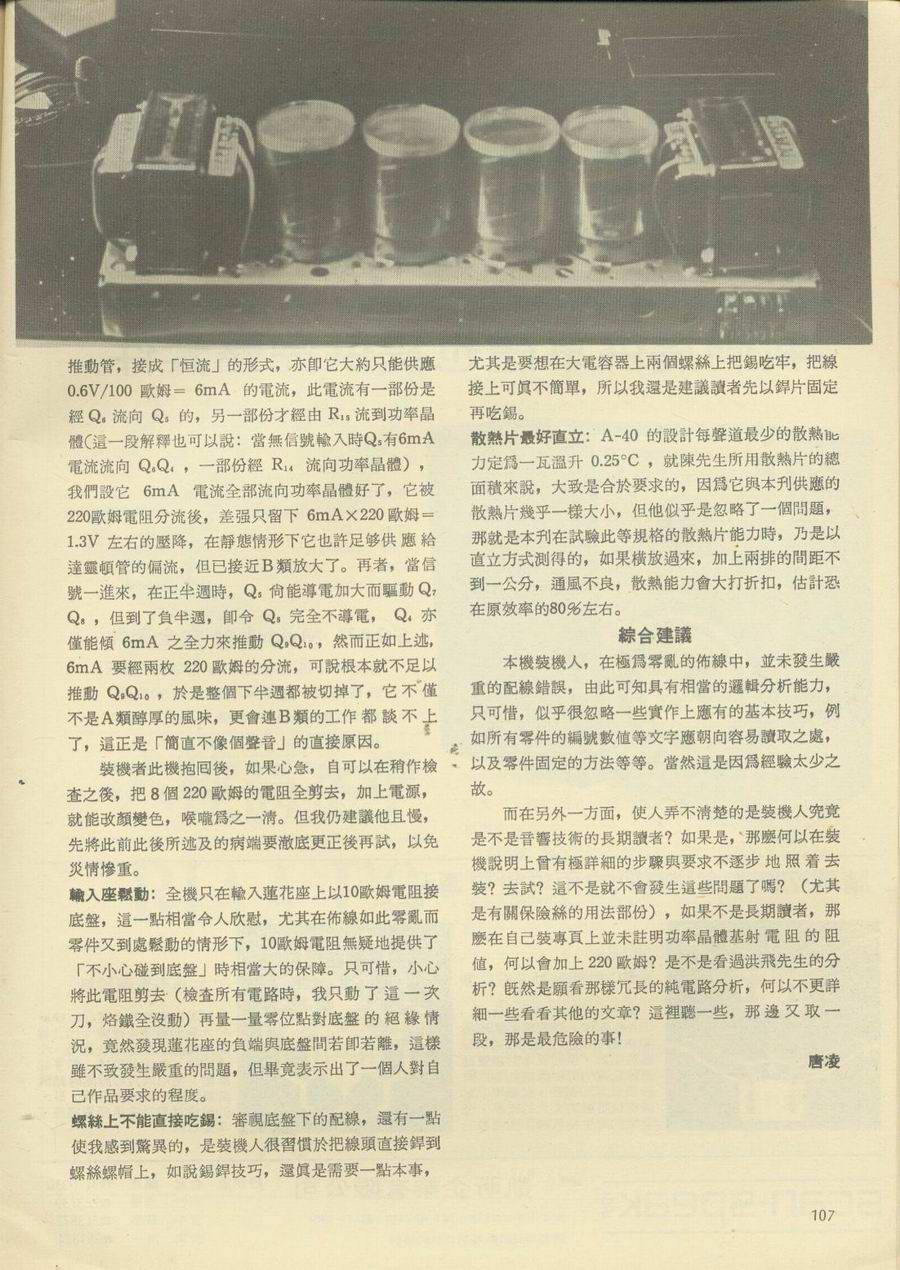 推動管，接成「恒流」的形式，亦卽它大約只能供應
0.6V/100 歐姆＝ 6mA 的電流，此電流有一部份是
經 Q₆ 流向 Q₅ 的，另一部份才經由 R₁₅ 流到功率晶
體（這一段解釋也可以說：當無信號輸入時Q₅有6mA
電流流向 Q₆Q₄ ，一部份經 R₁₄ 流向功率晶體），
我們設它 6mA 電流全部流向功率晶體好了，它被
220歐姆電阻分流後，差强只留下 6mA×220 歐姆＝
1.3V 左右的壓降，在靜態情形下它也許足够供應給
達靈頓管的偏流，但已接近B類放大了。再者，當信
號一進來，在正半週時，Q₅ 尙能導電加大而驅動 Q₇
Q₈ ，但到了負半週，卽令 Q₅ 完全不導電， Q₆ 亦
僅能傾 6mA 之全力來推動 Q₉Q₁₀，然而正如上述，
6mA 要經兩枚 220 歐姆的分流，可說根本就不足以
推動 Q₉Q₁₀ ，於是整個下半週都被切掉了，它不僅
不是A類醇厚的風味，更會連B類的工作都談不上
了，這正是「簡直不像個聲音」的直接原因。
裝機者此機抱囘後，如果心急，自可以在稍作檢
查之後，把 8 個 220 歐姆的電阻全剪去，加上電源，
就能改顏變色，喉嚨爲之一淸。但我仍建議他且慢，
先將此前此後所述及的病端要澈底更正後再試，以免
災情慘重。
輸入座鬆動：全機只在輸入蓮花座上以10歐姆電阻接
底盤，這一點相當令人欣慰，尤其在佈線如此零亂而
零件又到處鬆動的情形下，10歐姆電阻無疑地提供了
「不小心碰到底盤」時相當大的保障。只可惜，小心
將此電阻剪去（檢查所有電路時，我只動了這一次
刀，烙鐵全沒動）再量一量零位點對底盤的絕緣情
況，竟然發現蓮花座的負端與底盤間若卽若離，這樣
雖不致發生嚴重的問題，但畢竟表示出了一個人對自
己作品要求的程度。
螺絲上不能直接吃錫：審視底盤下的配線，還有一點
使我感到驚異的，是裝機人很習慣於把線頭直接銲到
螺絲螺帽上，如說錫銲技巧，還眞是需要一點本事，
尤其是要想在大電容器上兩個螺絲上把錫吃牢，把線
接上可眞不簡單，所以我還是建議讀者先以銲片固定
再吃錫。
散熱片最好直立：A-40 的設計每聲道最少的散熱能
力定爲一瓦溫升 0.25°C ，就陳先生所用散熱片的總
面積來說，大致是合於要求的，因爲它與本刋供應的
散熱片幾乎一樣大小，但他似乎是忽略了一個問題，
那就是本刋在試驗此等規格的散熱片能力時，乃是以
直立方式測得的，如果橫放過來，加上兩排的間距不
到一公分，通風不良，散熱能力會大打折扣，估計恐
在原效率的80%左右。
綜合建議
本機裝機人，在極爲零亂的佈線中，並未發生嚴
重的配線錯誤，由此可知具有相當的邏輯分析能力，
只可惜，似乎很忽略一些實作上應有的基本技巧，例
如所有零件的編號數値等文字應朝向容易讀取之處，
以及零件固定的方法等等。當然這是因爲經驗太少之
故。
而在另外一方面，使人弄不淸楚的是裝機人究竟
是不是音響技術的長期讀者？如果是，那麼何以在裝
機說明上曾有極詳細的步驟與要求不逐步地照着去
裝？去試？這不是就不會發生這些問題了嗎？（尤其
是有關保險絲的用法部份），如果不是長期讀者，那
麼在自己裝專頁上並未註明功率晶體基射電阻的阻
値，何以會加上 220 歐姆？是不是看過洪飛先生的分
析？旣然是願看那樣冗長的純電路分析，何以不更詳
細一些看看其他的文章？這裡聽一些，那邊又取一
段，那是最危險的事！
唐凌
107